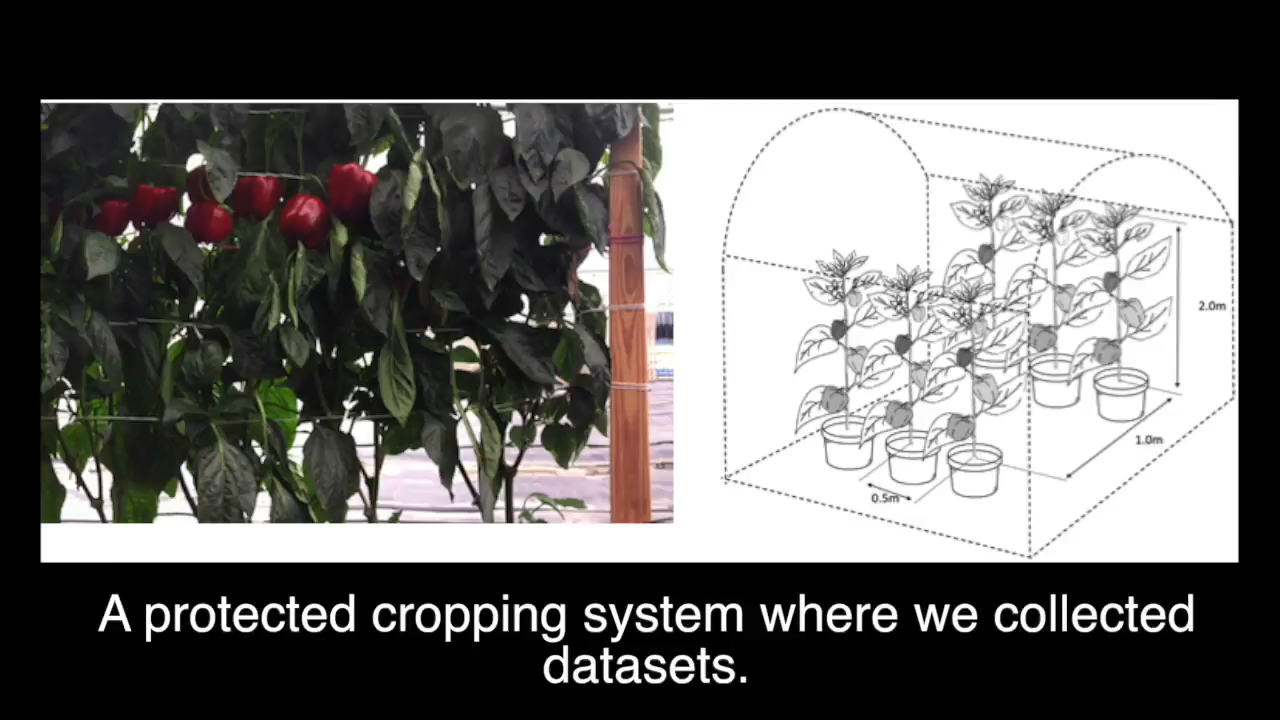 2.0m
1.0m
0.5m
A protected cropping system where we collected
datasets.